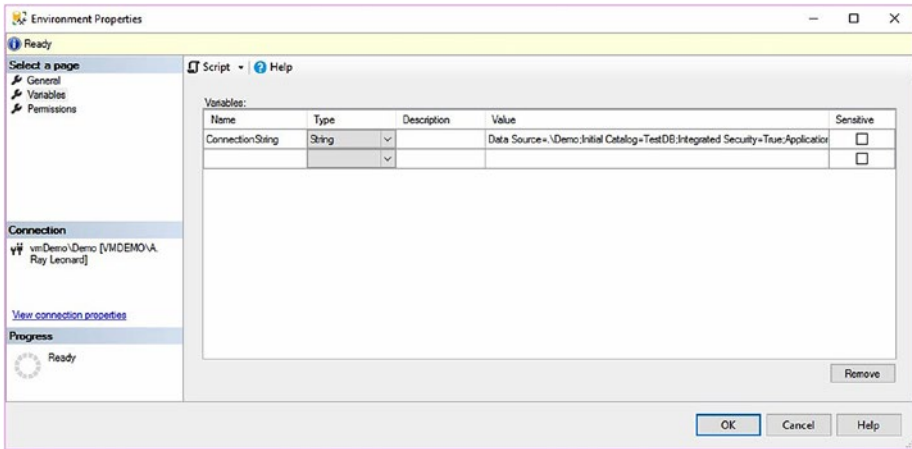 Environment Properties
Ready
Select a page
General
Variables
Permissions
Script Help
Variables:
Name Type Description Value Sensitive
ConnectionString String Data Source=.\Demo;Initial Catalog=TestDB;Integrated Security=True;Application
Remove
Connection
vmDemo\Demo [VMDEMO\A.
Ray Leonard]
View connection properties
Progress
Ready
OK Cancel Help